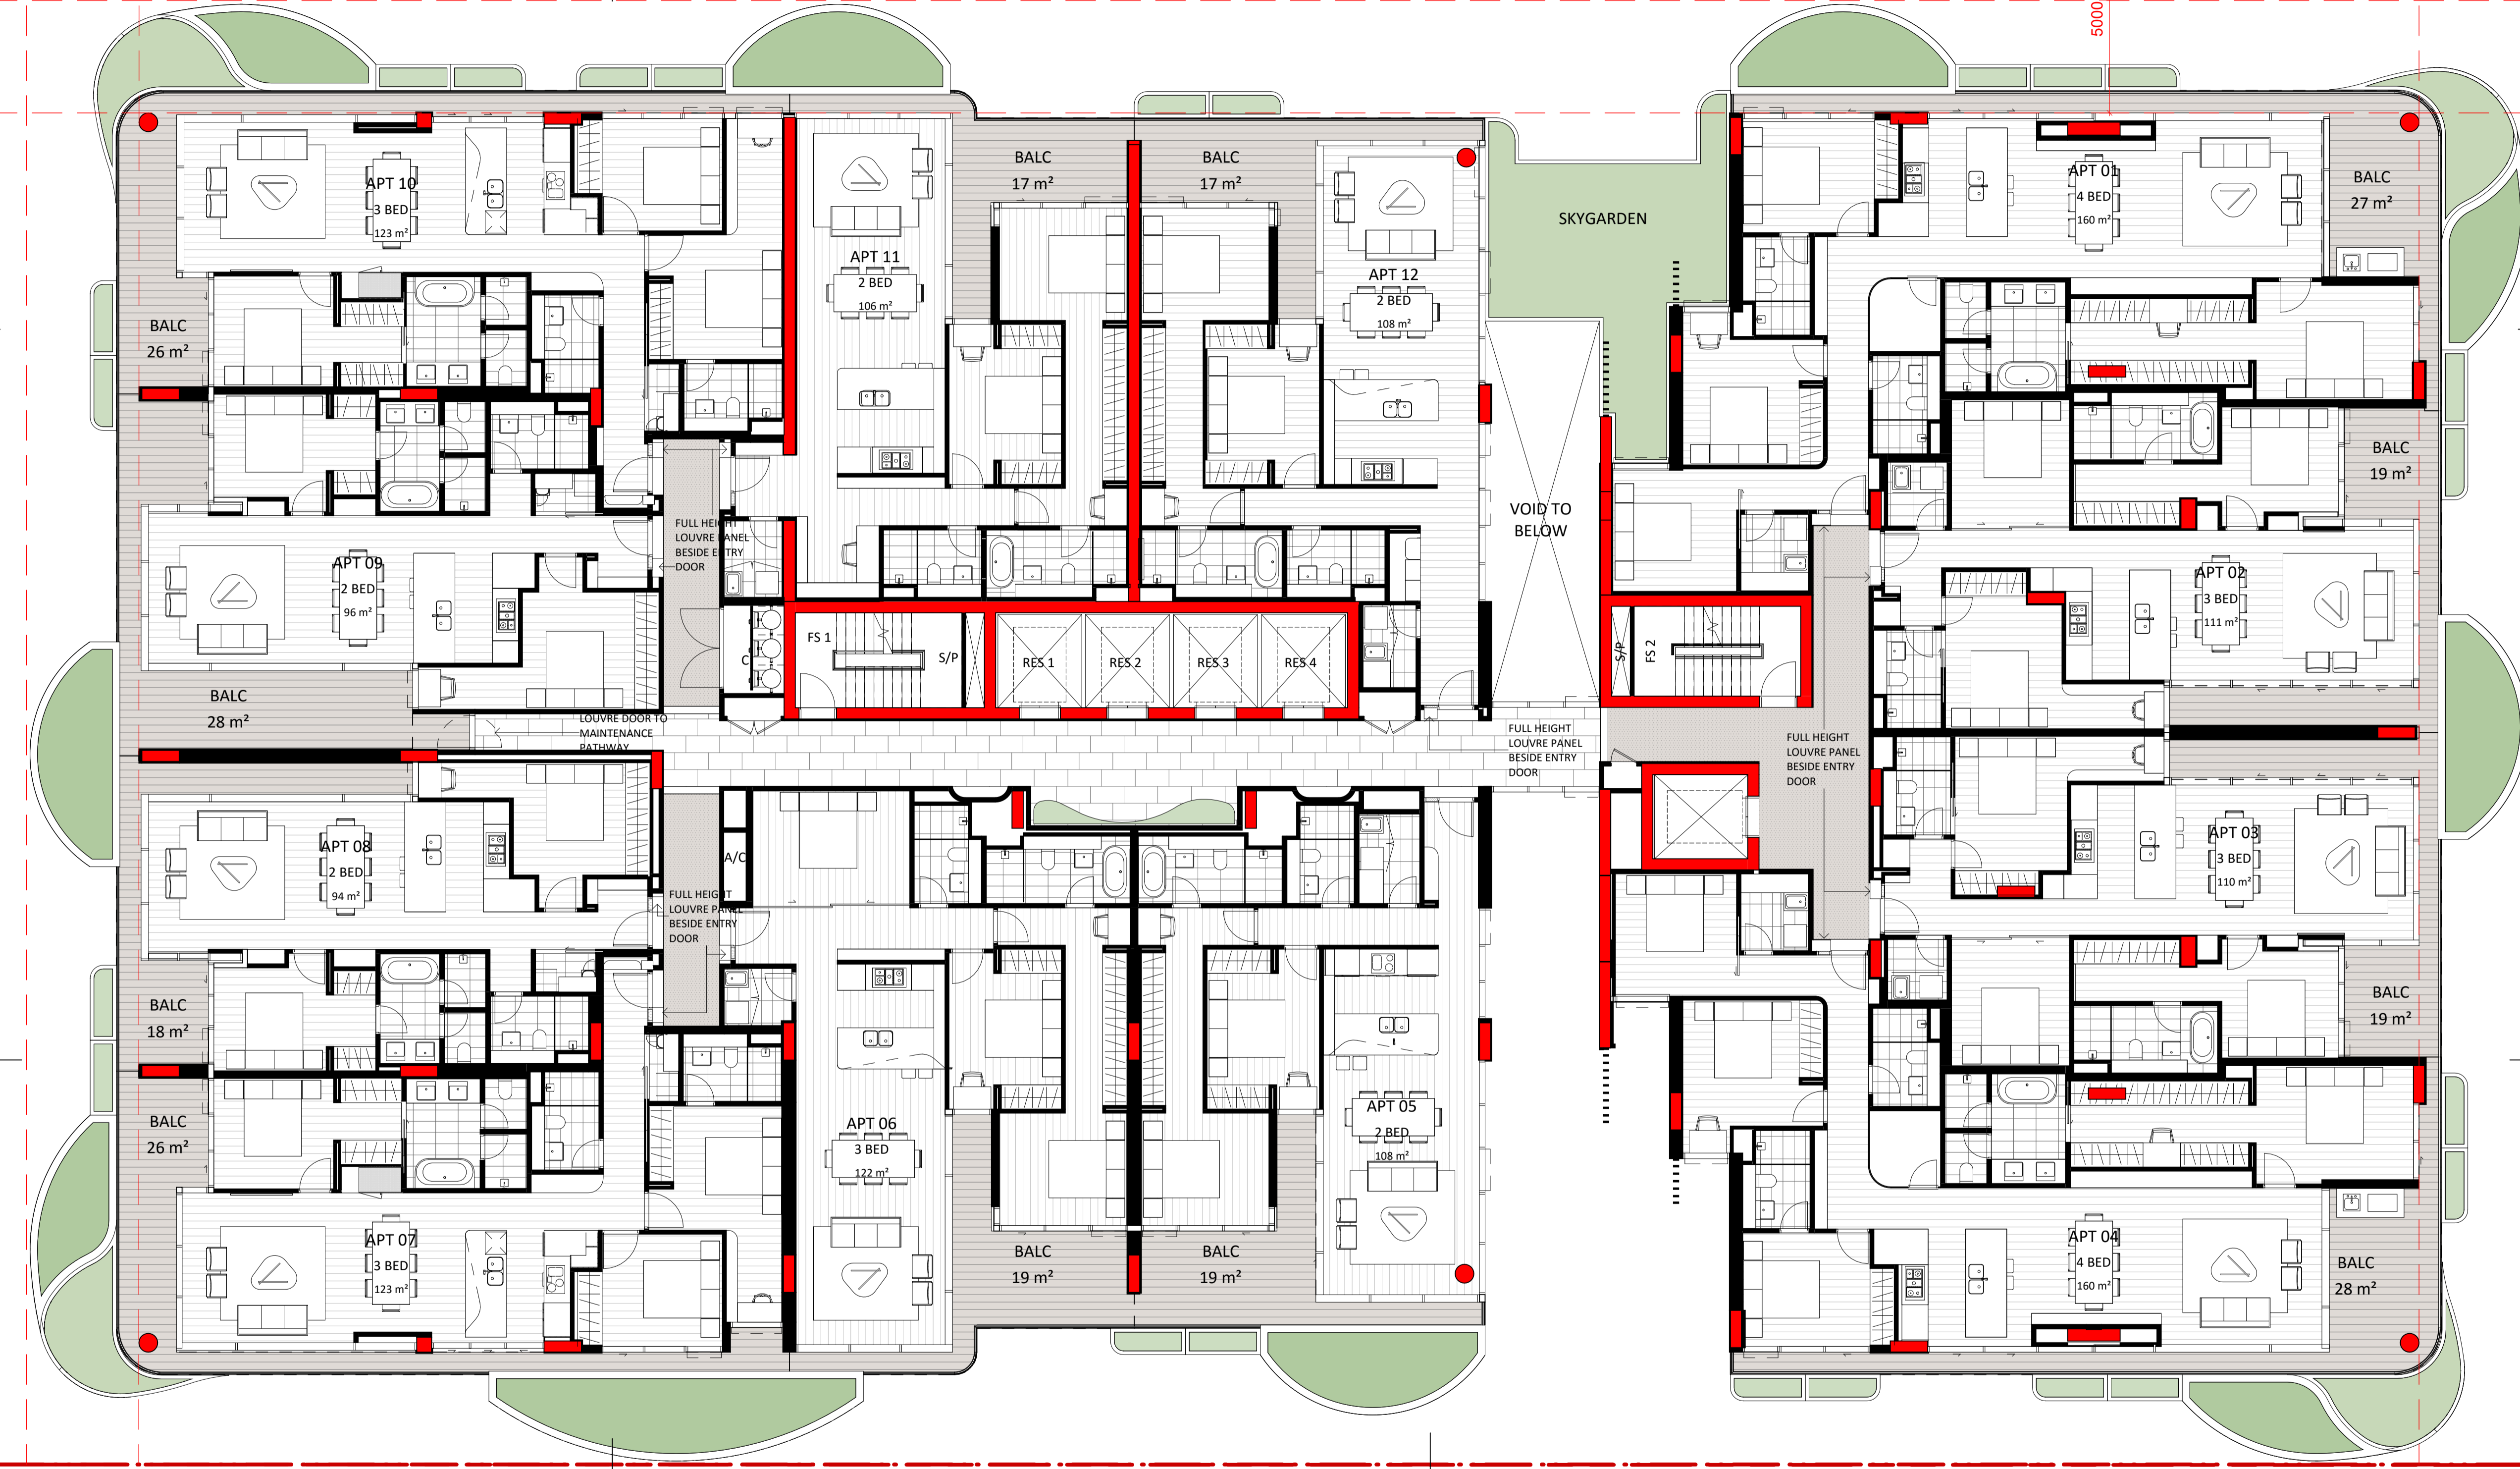 5000
APT 10
3 BED
123 m²
BALC
26 m²
APT 11
2 BED
106 m²
BALC
17 m²
BALC
17 m²
APT 12
2 BED
108 m²
SKYGARDEN
VOID TO
BELOW
APT 01
4 BED
160 m²
BALC
27 m²
BALC
19 m²
FULL HEIGHT
LOUVRE PANEL
BESIDE ENTRY
DOOR
APT 09
2 BED
96 m²
BALC
28 m²
LOUVRE DOOR TO
MAINTENANCE
PATHWAY
C
FS 1
S/P
RES 1
RES 2
RES 3
RES 4
S/P
FS 2
APT 02
3 BED
111 m²
FULL HEIGHT
LOUVRE PANEL
BESIDE ENTRY
DOOR
FULL HEIGHT
LOUVRE PANEL
BESIDE ENTRY
DOOR
APT 08
2 BED
94 m²
A/C
FULL HEIGHT
LOUVRE PANEL
BESIDE ENTRY
DOOR
APT 03
3 BED
110 m²
BALC
18 m²
BALC
19 m²
BALC
26 m²
APT 06
3 BED
122 m²
APT 05
2 BED
108 m²
APT 07
3 BED
123 m²
BALC
19 m²
BALC
19 m²
APT 04
4 BED
160 m²
BALC
28 m²